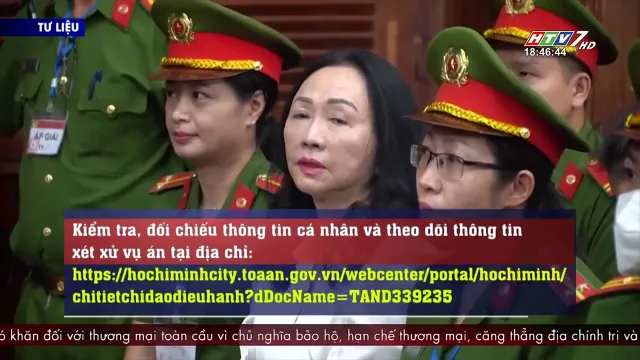 TƯ LIỆU
HTV7 HD
18:46:44
ÁP GIẢI
Kiểm tra, đối chiếu thông tin cá nhân và theo dõi thông tin
xét xử vụ án tại địa chỉ:
https://hochiminhcity.toaan.gov.vn/webcenter/portal/hochiminh/
chitietchidaodieuhanh?dDocName=TAND339235
khăn đối với thương mại toàn cầu vì chủ nghĩa bảo hộ, hạn chế thương mại, căng thẳng địa chính trị và